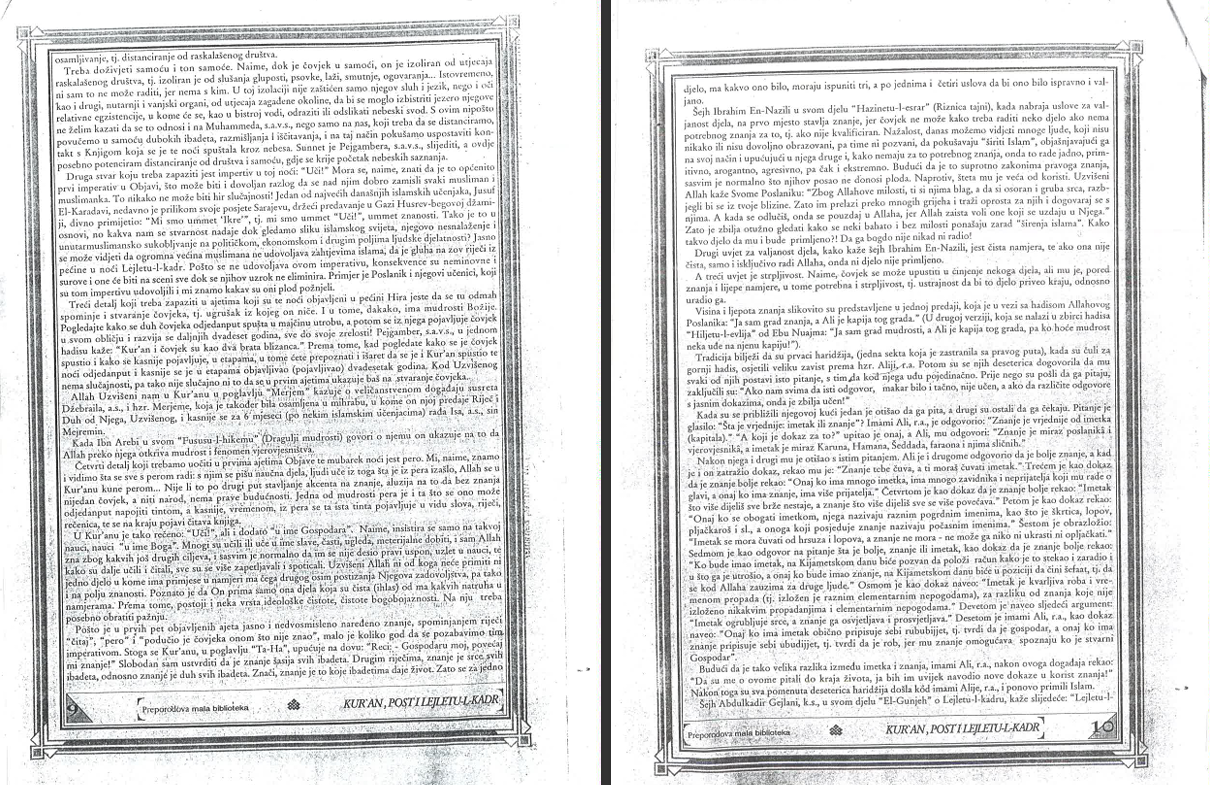 osamljivanje, tj. distanciranje od raskalašenog društva.
Treba doživjeti samoću i ton samoće. Naime, dok je čovjek u samoći, on je izoliran od utjecaja
raskalašenog društva, tj. izoliran je od slušanja gluposti, psovke, laži, smutnje, ogovaranja... Istovremeno,
ni sam to ne može raditi, jer nema s kim. U toj izolaciji nije zaštićen samo njegov sluh i jezik, nego i oči
kao i drugi, nutarnji i vanjski organi, od utjecaja zagađene okoline, da bi se moglo izbistriti jezero njegove
relativne egzistencije, u kome će se, kao u bistroj vodi, odraziti ili odslikati nebeski svod. S ovim nipošto
ne želim kazati da se to odnosi i na Muhammeda, s.a.v.s., nego samo na nas, koji treba da se distanciramo,
povučemo u samoću dubokih ibadeta, razmišljanja i iščitavanja, i na taj način pokušamo uspostaviti kon-
takt s Knjigom koja se je te noći spuštala kroz nebesa. Sunnet je Pejgambera, s.a.v.s., slijediti, a ovdje
posebno potenciram distanciranje od društva i samoću, gdje se krije početak nebeskih saznanja.
Druga stvar koju treba zapaziti jest imperativ u toj noći: "Uči!" Mora se, naime, znati da je to općenito
prvi imperativ u Objavi, što može biti i dovoljan razlog da se nad njim dobro zamisli svaki musliman i
muslimanka. To nikako ne može biti hir slučajnosti! Jedan od najvećih današnjih islamskih učenjaka, Jusuf
El-Karadavi, nedavno je prilikom svoje posjete Sarajevu, držeći predavanje u Gazi Husrev-begovoj džami-
ji, divno primijetio: "Mi smo ummet 'Ikre'", tj. mi smo ummet "Uči!", ummet znanosti. Tako je to u
osnovi, no kakva nam se stvarnost nadaje dok gledamo sliku islamskog svijeta, njegovo nesnalaženje i
unutarmuslimansko sukobljavanje na političkom, ekonomskom i drugim poljima ljudske djelatnosti? Jasno
se može vidjeti da ogromna većina muslimana ne udovoljava zahtjevima islama, da je gluha na zov riječi iz
pećine u noći Lejletu-l-kadr. Pošto se ne udovoljava ovom imperativu, konsekvence su neminovne i
surove i one će biti na sceni sve dok se njihov uzrok ne eliminira. Primjer je Poslanik i njegovi učenici, koji
su tom impertivu udovoljili i mi znamo kakav su oni plod požnjeli.
Treći detalj koji treba zapaziti u ajetima koji su te noći objavljeni u pećini Hira jeste da se tu odmah
spominje i stvaranje čovjeka, tj. ugrušak iz kojeg on niče. I u tome, dakako, ima mudrosti Božije.
Pogledajte kako se duh čovjeka odjedanput spušta u majčinu utrobu, a potom se iz njega pojavljuje čovjek
u svom obličju i razvija se daljnjih dvadeset godina, sve do svoje zrelosti! Pejgamber, s.a.v.s., u jednom
hadisu kaže: "Kur'an i čovjek su kao dva brata blizanca." Prema tome, kad pogledate kako se je čovjek
spustio i kako se kasnije pojavljuje, u etapama, u tome ćete prepoznati i išaret da se je i Kur'an spustio te
noći odjedanput i kasnije se je u etapama objavljivao (pojavljivao) dvadesetak godina. Kod Uzvišenog
nema slučajnosti, pa tako nije slučajno ni to da se u prvim ajetima ukazuje baš na stvaranje čovjeka.
Allah Uzvišeni nam u Kur'anu u poglavlju "Merjem" kazuje o veličanstvenom događaju susreta
Džebraila, a.s., i hzr. Merjeme, koja je također bila osamljena u mihrabu, u kome on njoj predaje Riječ i
Duh od Njega, Uzvišenog, i kasnije se za 6 mjeseci (po nekim islamskim učenjacima) rađa Isa, a.s., sin
Mejremin.
Kada Ibn Arebi u svom "Fususu-l-hikemu" (Dragulji mudrosti) govori o njemu on ukazuje na to da
Allah preko njega otkriva mudrost i fenomen vjerovjesništva.
Četvrti detalj koji trebamo uočiti u prvima ajetima Objave te mubarek noći jest pero. Mi, naime, znamo
i vidimo šta se sve s perom radi: s njim se pišu naučna djela, ljudi uče iz toga šta je iz pera izašlo, Allah se u
Kur'anu kune perom... Nije li to po drugi put stavljanje akcenta na znanje, aluzija na to da bez znanja
nijedan čovjek, a niti narod, nema prave budućnosti. Jedna od mudrosti pera je i ta što se ono može
odjedanput napojiti tintom, a kasnije, vremenom, iz pera se ta ista tinta pojavljuje u vidu slova, riječi,
rečenica, te se na kraju pojavi čitava knjiga.
U Kur'anu je tako rečeno: "Uči!", ali i dodato "u ime Gospodara". Naime, insistira se samo na takvoj
nauci, nauci "u ime Boga". Mnogi su učili ili uče u ime slave, časti, ugleda, meterijalne dobiti, i sam Allah
zna zbog kakvih još drugih ciljeva, i sasvim je normalno da im se nije desio pravi uspon, uzlet u nauci, te
kako su dalje učili i čitali, sve su se više zapetljavali i spoticali. Uzvišeni Allah ni od koga neće primiti ni
jedno djelo u kome ima primjese u namjeri ma čega drugog osim postizanja Njegova zadovoljstva, pa tako
i na polju znanosti. Poznato je da On prima samo ona djela koja su čista (ihlas) od ma kakvih natruha u
namjerama. Prema tome, postoji i neka vrsta ideološke čistote, čistote bogobojaznosti. Na nju treba
posebno obratiti pažnju.
Pošto je u prvih pet objavljenih ajeta jasno i nedvosmisleno naređeno znanje, spominjanjem riječi
"čitaj", "pero" i "podučio je čovjeka onom što nije znao", malo je koliko god da se pozabavimo tim
imperativom. Stoga se Kur'anu, u poglavlju "Ta-Ha", upućuje na dovu: "Reci: - Gospodaru moj, povećaj
mi znanje!" Slobodan sam ustvrditi da je znanje šasija svih ibadeta. Drugim riječima, znanje je srce svih
ibadeta, odnosno znanje je duh svih ibadeta. Znači, znanje je to koje ibadetima daje život. Zato se za jedno
9
Preporodova mala biblioteka
KUR'AN, POST I LEJLETU-L-KADR
djelo, ma kakvo ono bilo, moraju ispuniti tri, a po jednima i četiri uslova da bi ono bilo ispravno i val-
jano.
Šejh Ibrahim En-Nazili u svom djelu "Hazinetu-l-esrar" (Riznica tajni), kada nabraja uslove za val-
janost djela, na prvo mjesto stavlja znanje, jer čovjek ne može kako treba raditi neko djelo ako nema
potrebnog znanja za to, tj. ako nije kvalificiran. Nažalost, danas možemo vidjeti mnoge ljude, koji nisu
nikako ili nisu dovoljno obrazovani, pa time ni pozvani, da pokušavaju "širiti Islam", objašnjavajući ga
na svoj način i upućujući u njega druge i, kako nemaju za to potrebnog znanja, onda to rade jadno, prim-
itivno, arogantno, agresivno, pa čak i ekstremno. Budući da je to suprotno zakonima pravoga znanja,
sasvim je normalno što njihov posao ne donosi ploda. Naprotiv, šteta mu je veća od koristi. Uzvišeni
Allah kaže Svome Poslaniku: "Zbog Allahove milosti, ti si njima blag, a da si osoran i gruba srca, razb-
jegli bi se iz tvoje blizine. Zato im prelazi preko mnogih grijeha i traži oprosta za njih i dogovaraj se s
njima. A kada se odlučiš, onda se pouzdaj u Allaha, jer Allah zaista voli one koji se uzdaju u Njega."
Zato je zbilja otužno gledati kako se neki bahato i bez milosti ponašaju zarad "širenja islama". Kako
takvo djelo da mu i bude primljeno?! Da ga bogdo nije nikad ni radio!
Drugi uvjet za valjanost djela, kako kaže šejh Ibrahim En-Nazili, jest čista namjera, te ako ona nije
čista, samo i isključivo radi Allaha, onda ni djelo nije primljeno.
A treći uvjet je strpljivost. Naime, čovjek se može upustiti u činjenje nekoga djela, ali mu je, pored
znanja i lijepe namjere, u tome potrebna i strpljivost, tj. ustrajnost da bi to djelo priveo kraju, odnosno
uradio ga.
Visina i ljepota znanja slikovito su predstavljene u jednoj predaji, koja je u vezi sa hadisom Allahovog
Poslanika: "Ja sam grad znanja, a Ali je kapija tog grada." (U drugoj verziji, koja se nalazi u zbirci hadisa
"Hiljetu-l-evlija" od Ebu Nuajma: "Ja sam grad mudrosti, a Ali je kapija tog grada, pa ko hoće mudrost
neka uđe na njenu kapiju!").
Tradicija bilježi da su prvaci haridžija, (jedna sekta koja je zastranila sa pravog puta), kada su čuli za
gornji hadis, osjetili veliku zavist prema hzr. Aliji, r.a. Potom su se njih deseterica dogovorila da mu
svaki od njih postavi isto pitanje, s tim da kod njega uđu pojedinačno. Prije nego su pošli da ga pitaju,
zaključili su: "Ako nam svima da isti odgovor, makar bilo i tačno, nije učen, a ako da različite odgovore
s jasnim dokazima, onda je zbilja učen!"
Kada su se približili njegovoj kući jedan je otišao da ga pita, a drugi su ostali da ga čekaju. Pitanje je
glasilo: "Šta je vrjednije: imetak ili znanje"? Imami Ali, r.a., je odgovorio: "Znanje je vrjednije od imetka
(kapitala)." "A koji je dokaz za to?" upitao je onaj, a Ali, mu odgovori: "Znanje je miraz poslanikā i
vjerovjesnikā, a imetak je miraz Karuna, Hamana, Šeddada, faraona i njima sličnih."
Nakon njega i drugi mu je otišao s istim pitanjem. Ali je i drugome odgovorio da je bolje znanje, a kad
je i on zatražio dokaz, rekao mu je: "Znanje tebe čuva, a ti moraš čuvati imetak." Trećem je kao dokaz
da je znanje bolje rekao: "Onaj ko ima mnogo imetka, ima mnogo zavidnika i neprijatelja koji mu rade o
glavi, a onaj ko ima znanje, ima više prijatelja." Četvrtom je kao dokaz da je znanje bolje rekao: "Imetak
što više dijeliš sve brže nestaje, a znanje što više dijeliš sve se više povećava." Petom je kao dokaz rekao:
"Onaj ko se obogati imetkom, njega nazivaju raznim pogrdnim imenima, kao što je škrtica, lopov,
pljačkaroš i sl., a onoga koji posjeduje znanje nazivaju počasnim imenima." Šestom je obrazložio:
"Imetak se mora čuvati od hrsuza i lopova, a znanje ne mora - ne može ga niko ni ukrasti ni opljačkati."
Sedmom je kao odgovor na pitanje šta je bolje, znanje ili imetak, kao dokaz da je znanje bolje rekao:
"Ko bude imao imetak, na Kijametskom danu biće pozvan da položi račun kako je to stekao i zaradio i
u što ga je utrošio, a onaj ko bude imao znanje, na Kijametskom danu biće u poziciji da čini šefaat, tj. da
se kod Allaha zauzima za druge ljude." Osmom je kao dokaz naveo: "Imetak je kvarljiva roba i vre-
menom propada (tj. izložen je raznim elementarnim nepogodama), za razliku od znanja koje nije
izloženo nikakvim propadanjima i elementarnim nepogodama." Devetom je naveo sljedeći argument:
"Imetak ogrubljuje srce, a znanje ga osvjetljava i prosvjetljava." Desetom je imami Ali, r.a., kao dokaz
naveo: "Onaj ko ima imetak obično pripisuje sebi rububijjet, tj. tvrdi da je gospodar, a onaj ko ima
znanje pripisuje sebi ubudijjet, tj. tvrdi da je rob, jer mu znanje omogućava spoznaju ko je stvarni
Gospodar".
Budući da je tako velika razlika između imetka i znanja, imami Ali, r.a., nakon ovoga događaja rekao:
"Da su me o ovome pitali do kraja života, ja bih im uvijek navodio nove dokaze u korist znanja!"
Nakon toga su sva pomenuta deseterica haridžija došla kod imami Alije, r.a., i ponovo primili Islam.
Šejh Abdulkadir Gejlani, k.s., u svom djelu "El-Gunjeh" o Lejletu-l-kadru, kaže slijedeće: "Lejletu-l-
Preporodova mala biblioteka
KUR'AN, POST I LEJLETU-L-KADR
10